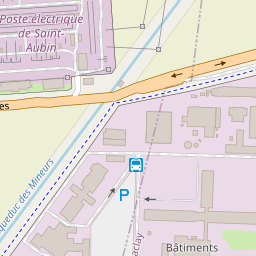 Poste électrique
de Saint-
Aubin
es
queduc des Mineurs
P
aclay
Bâtiments